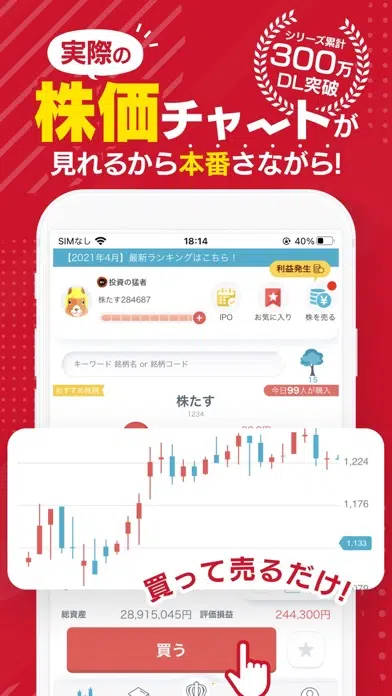 実際の
株価チャートが
見れるから本番さながら!
シリーズ累計
300万
DL突破
SIMなし
18:14
40%
【2021年4月】最新ランキングはこちら!
利益発生
投資の猛者
株たす284687
IPO
お気に入り
株を売る
キーワード 銘柄名 or 銘柄コード
15
おすすめ銘柄
今日99人が購入
株たす
1234
1,224
1,176
1,133
買って売るだけ!
総資産
28,915,045円
評価損益
244,300円
買う